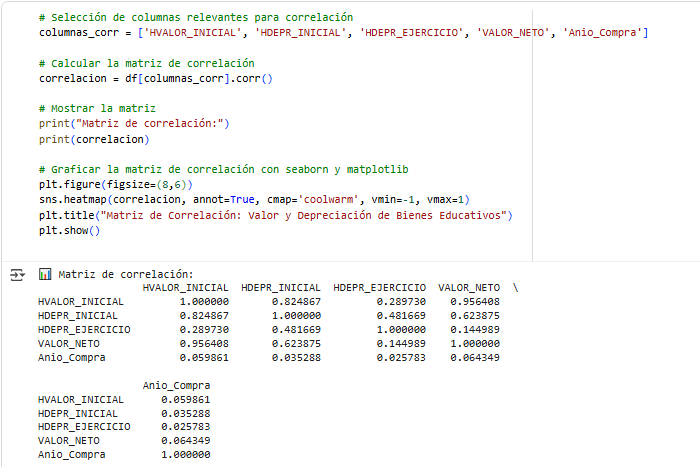 # Selección de columnas relevantes para correlación
columnas_corr = ['HVALOR_INICIAL', 'HDEPR_INICIAL', 'HDEPR_EJERCICIO', 'VALOR_NETO', 'Anio_Compra']
# Calcular la matriz de correlación
correlacion = df[columnas_corr].corr()
# Mostrar la matriz
print("Matriz de correlación:")
print(correlacion)
# Graficar la matriz de correlación con seaborn y matplotlib
plt.figure(figsize=(8,6))
sns.heatmap(correlacion, annot=True, cmap='coolwarm', vmin=-1, vmax=1)
plt.title("Matriz de Correlación: Valor y Depreciación de Bienes Educativos")
plt.show()
📊 Matriz de correlación:
HVALOR_INICIAL HDEPR_INICIAL HDEPR_EJERCICIO VALOR_NETO \
HVALOR_INICIAL 1.000000 0.824867 0.289730 0.956408
HDEPR_INICIAL 0.824867 1.000000 0.481669 0.623875
HDEPR_EJERCICIO 0.289730 0.481669 1.000000 0.144989
VALOR_NETO 0.956408 0.623875 0.144989 1.000000
Anio_Compra 0.059861 0.035288 0.025783 0.064349
Anio_Compra
HVALOR_INICIAL 0.059861
HDEPR_INICIAL 0.035288
HDEPR_EJERCICIO 0.025783
VALOR_NETO 0.064349
Anio_Compra 1.000000